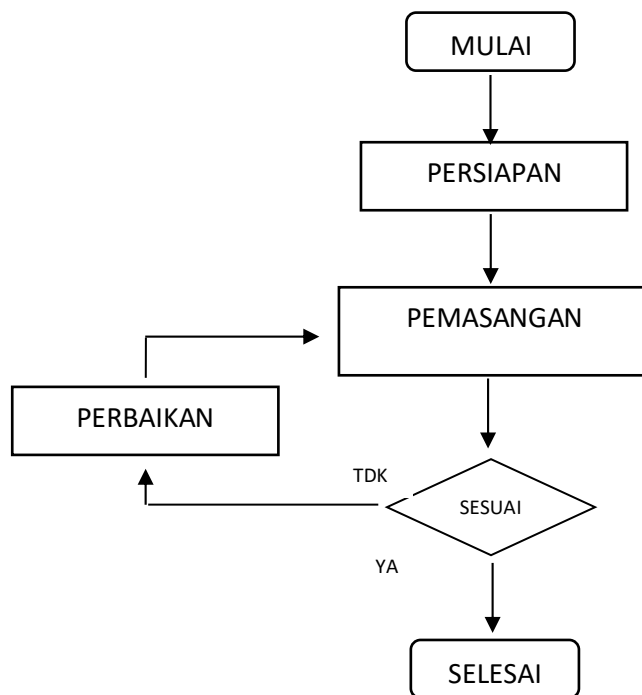 MULAI
PERSIAPAN
PEMASANGAN
PERBAIKAN
TDK
SESUAI
YA
SELESAI